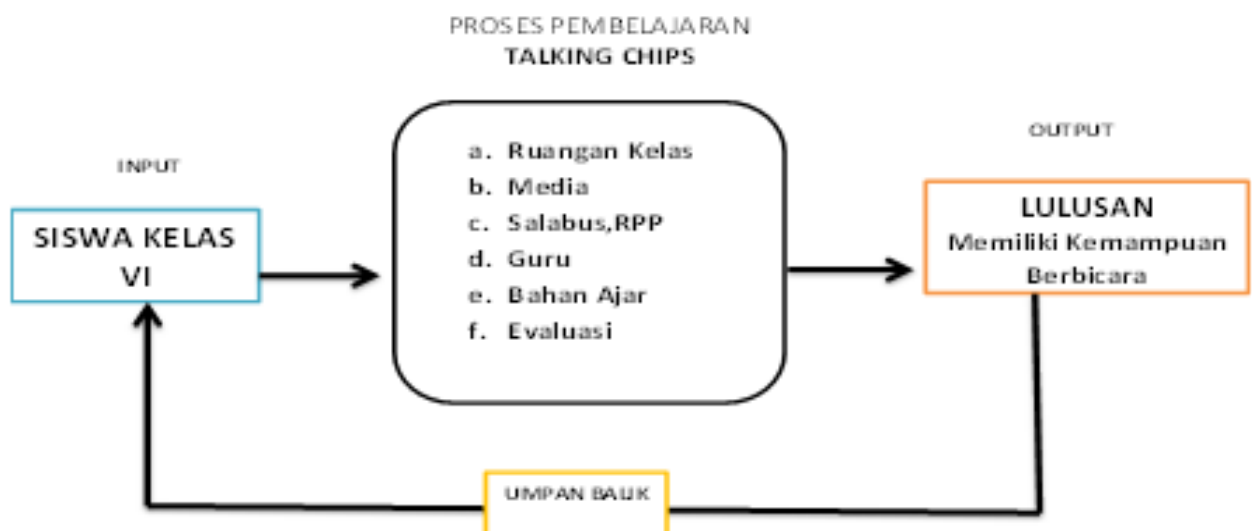 PROSES PEMBELAJARAN
TALKING CHIPS
INPUT
SISWA KELAS
VI
a. Ruangan Kelas
b. Media
c. Salabus,RPP
d. Guru
e. Bahan Ajar
f. Evaluasi
OUTPUT
LULUSAN
Memiliki Kemampuan
Berbicara
UMPAN BALIK